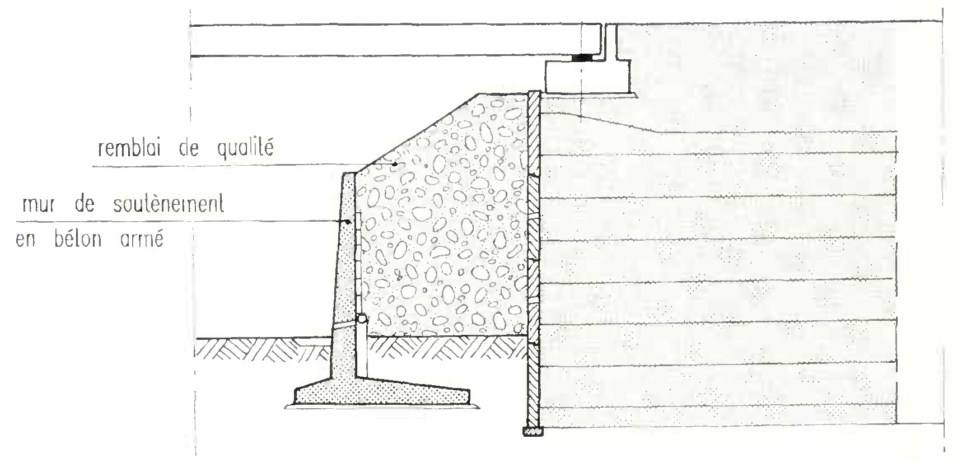 remblai de qualité
mur de soutènement
en béton armé